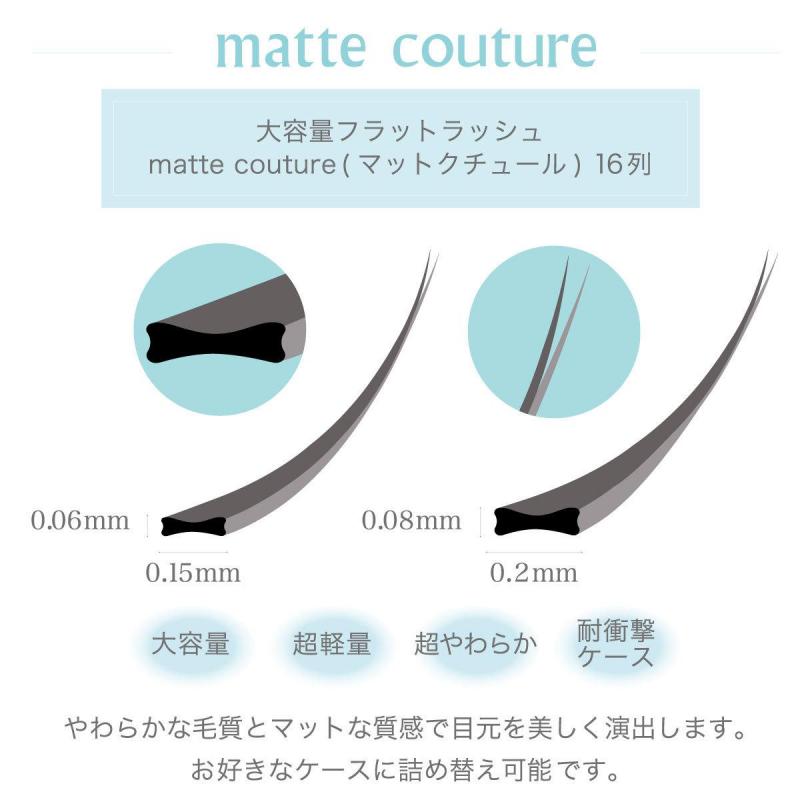 matte couture
大容量フラットラッシュ
matte couture ( マットクチュール ) 16列
0.06mm
0.15mm
0.08mm
0.2mm
大容量
超軽量
超やわらか
耐衝撃
ケース
やわらかな毛質とマットな質感で目元を美しく演出します。
お好きなケースに詰め替え可能です。